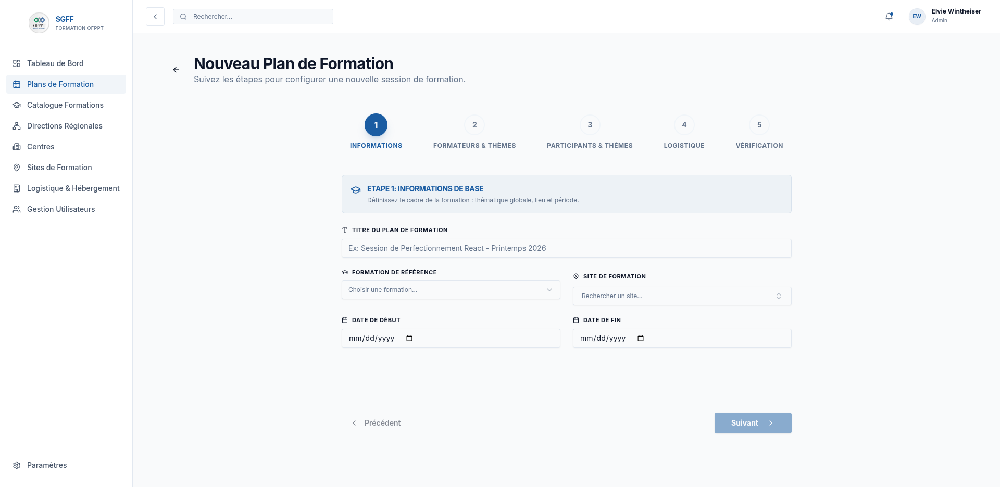 OFPPT
SGFF
FORMATION OFPPT
Tableau de Bord
Plans de Formation
Catalogue Formations
Directions Régionales
Centres
Sites de Formation
Logistique & Hébergement
Gestion Utilisateurs
Paramètres
Rechercher...
EW
Elvie Wintheiser
Admin
Nouveau Plan de Formation
Suivez les étapes pour configurer une nouvelle session de formation.
1
2
3
4
5
INFORMATIONS
FORMATEURS & THÈMES
PARTICIPANTS & THÈMES
LOGISTIQUE
VÉRIFICATION
ETAPE 1: INFORMATIONS DE BASE
Définissez le cadre de la formation : thématique globale, lieu et période.
TITRE DU PLAN DE FORMATION
Ex: Session de Perfectionnement React - Printemps 2026
FORMATION DE RÉFÉRENCE
Choisir une formation...
SITE DE FORMATION
Rechercher un site...
DATE DE DÉBUT
mm/dd/yyyy
DATE DE FIN
mm/dd/yyyy
Précédent
Suivant